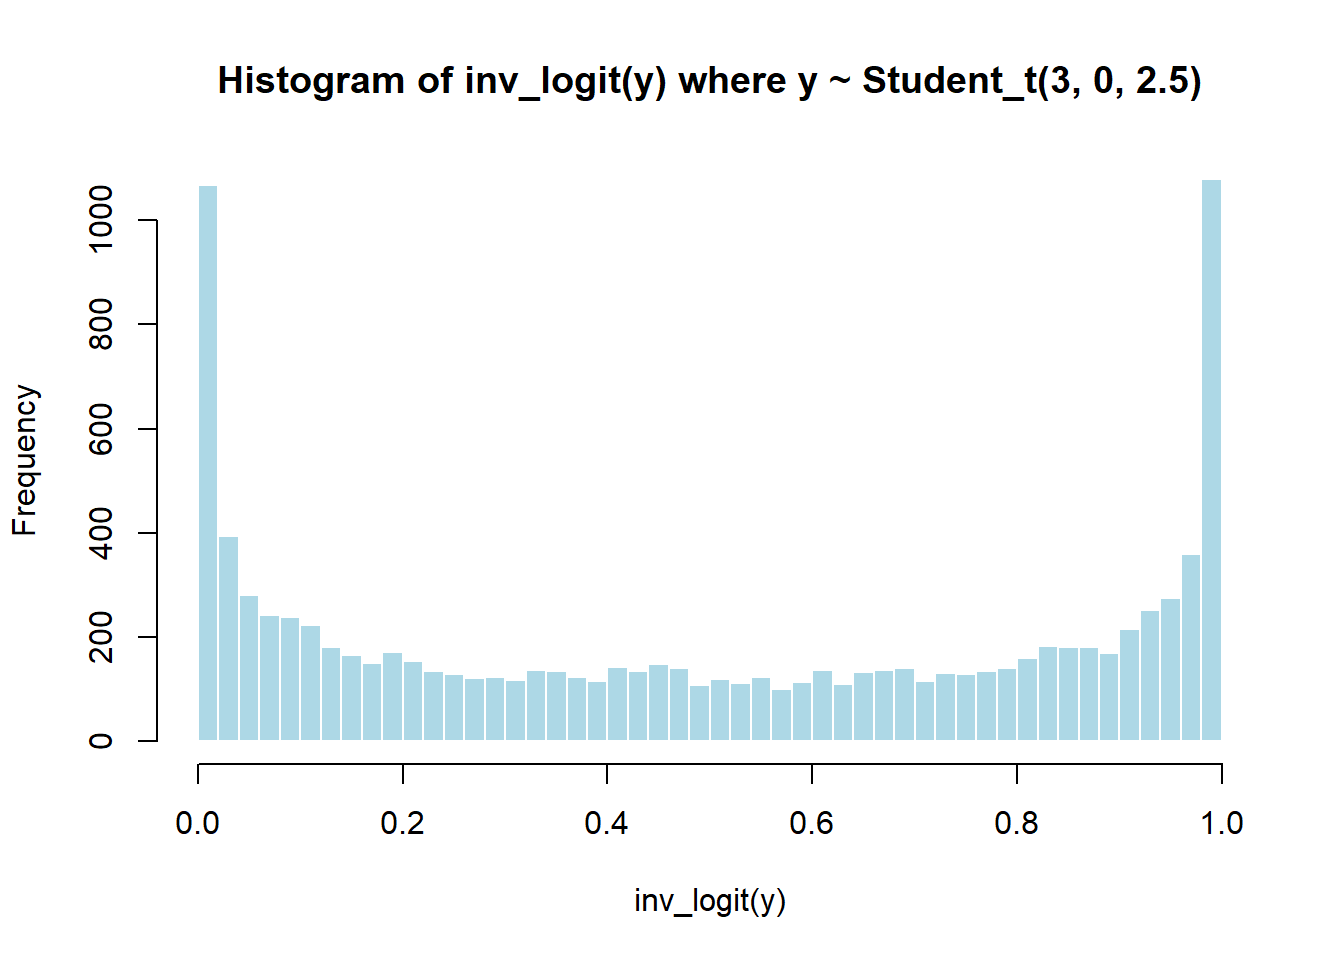 Histogram of inv_logit(y) where y ~ Student_t(3, 0, 2.5)
Frequency
1000
800
600
400
200
0
0.0 0.2 0.4 0.6 0.8 1.0
inv_logit(y)